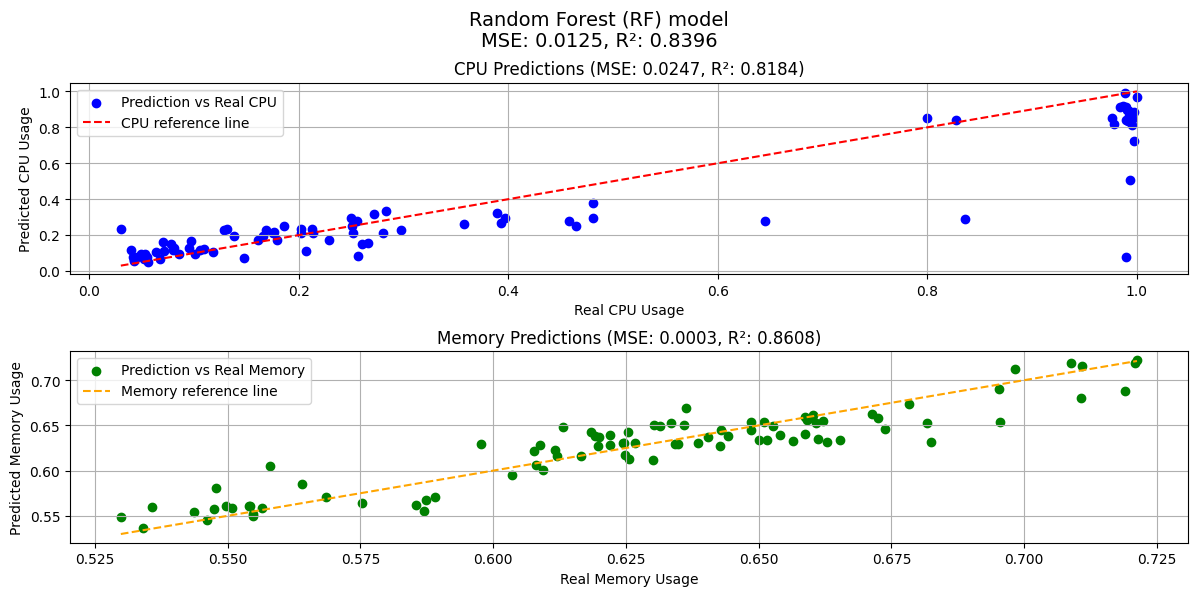 Random Forest (RF) model
MSE: 0.0125, R²: 0.8396
CPU Predictions (MSE: 0.0247, R²: 0.8184)
Predicted CPU Usage
1.0
0.8
0.6
0.4
0.2
0.0
Prediction vs Real CPU
CPU reference line
0.0 0.2 0.4 0.6 0.8 1.0
Real CPU Usage
Memory Predictions (MSE: 0.0003, R²: 0.8608)
Predicted Memory Usage
0.70
0.65
0.60
0.55
Prediction vs Real Memory
Memory reference line
0.525 0.550 0.575 0.600 0.625 0.650 0.675 0.700 0.725
Real Memory Usage